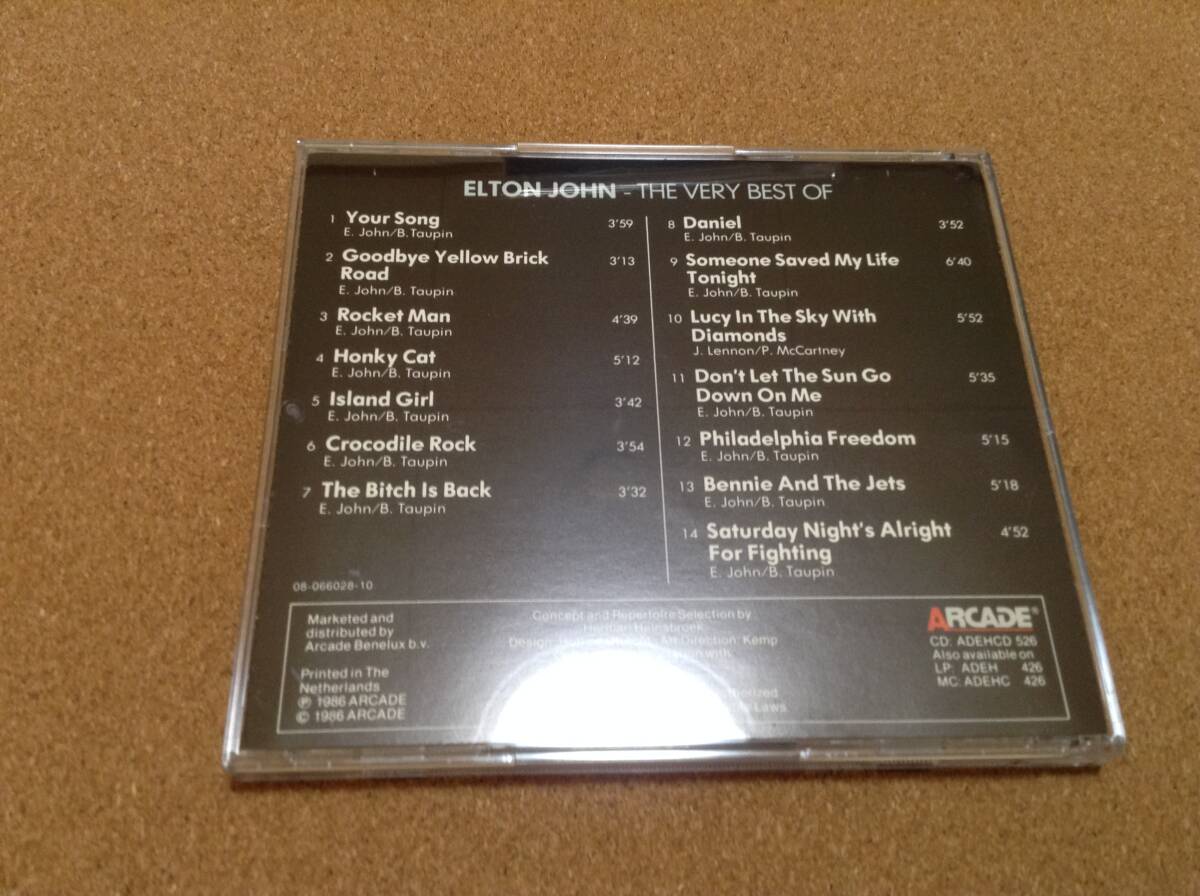 ELTON JOHN - THE VERY BEST OF
1 Your Song 3'59
E. John/B. Taupin
2 Goodbye Yellow Brick 3'13
Road
E. John/B. Taupin
3 Rocket Man 4'39
E. John/B. Taupin
4 Honky Cat 5'12
E. John/B. Taupin
5 Island Girl 3'42
E. John/B. Taupin
6 Crocodile Rock 3'54
E. John/B. Taupin
7 The Bitch Is Back 3'32
E. John/B. Taupin
8 Daniel 3'52
E. John/B. Taupin
9 Someone Saved My Life 6'40
Tonight
E. John/B. Taupin
10 Lucy In The Sky With 5'52
Diamonds
J. Lennon/P. McCartney
11 Don't Let The Sun Go 5'35
Down On Me
E. John/B. Taupin
12 Philadelphia Freedom 5'15
E. John/B. Taupin
13 Bennie And The Jets 5'18
E. John/B. Taupin
14 Saturday Night's Alright 4'52
For Fighting
E. John/B. Taupin
08-066028-10
Marketed and
distributed by
Arcade Benelux b.v.
Printed in The
Netherlands
℗ 1986 ARCADE
© 1986 ARCADE
Concept and Repertoire Selection by
Herman Heinsbroek
Design Direction: Kemp
with
Laws
ARCADE®
CD: ADEHCD 526
Also available on
LP: ADEH 426
MC: ADEHC 426